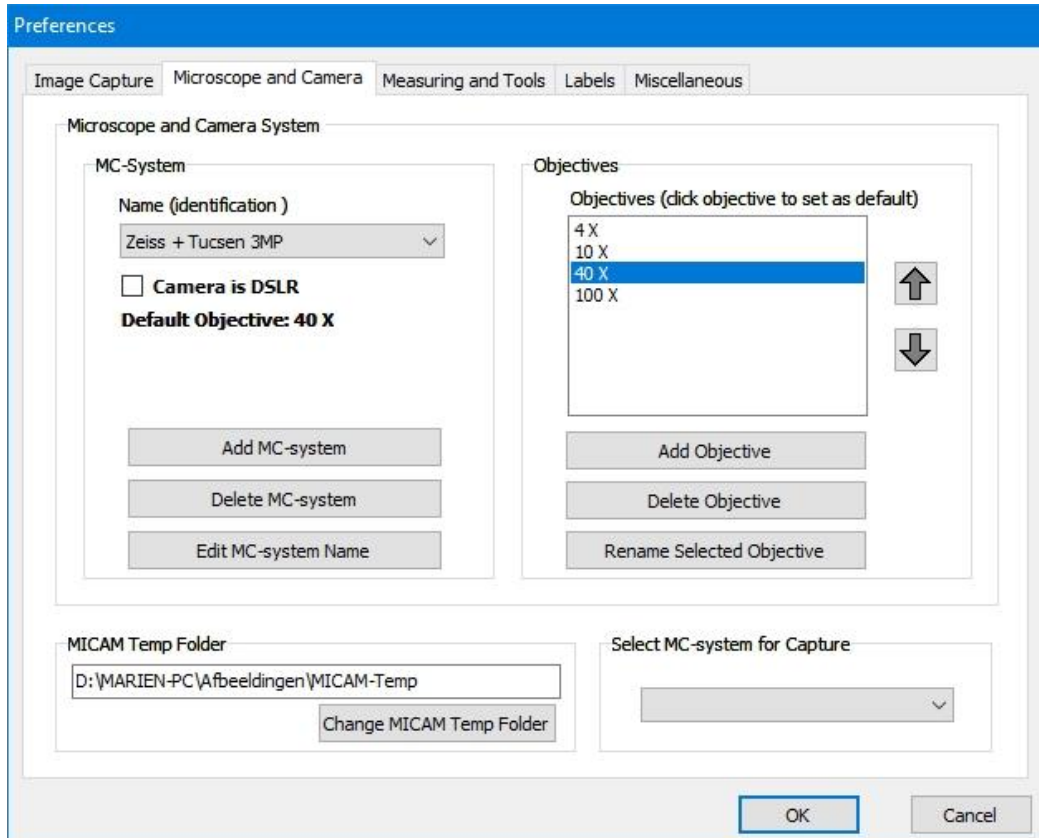 Preferences
Image Capture
Microscope and Camera
Measuring and Tools
Labels
Miscellaneous
Microscope and Camera System
MC-System
Name (identification )
Zeiss + Tucsen 3MP
Camera is DSLR
Default Objective: 40 X
Add MC-system
Delete MC-system
Edit MC-system Name
Objectives
Objectives (click objective to set as default)
4 X
10 X
40 X
100 X
Add Objective
Delete Objective
Rename Selected Objective
MICAM Temp Folder
D:\MARIEN-PC\Afbeeldingen\MICAM-Temp
Change MICAM Temp Folder
Select MC-system for Capture
OK
Cancel